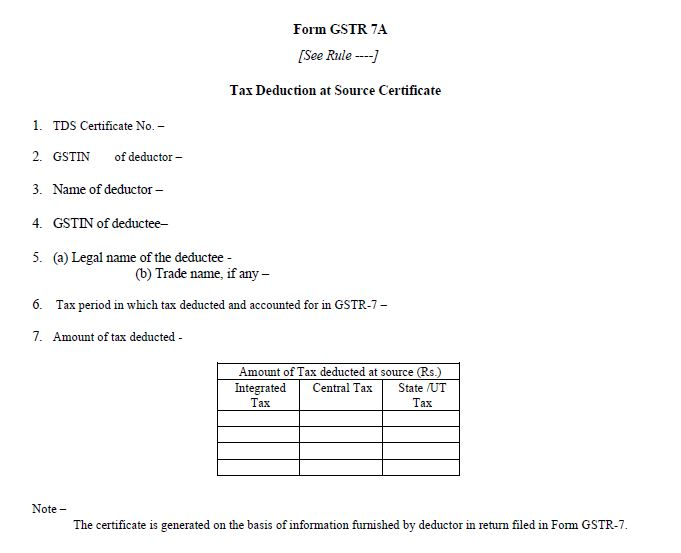 Form GSTR 7A
[See Rule ----]
Tax Deduction at Source Certificate
1. TDS Certificate No. –
2. GSTIN of deductor –
3. Name of deductor –
4. GSTIN of deductee–
5. (a) Legal name of the deductee -
(b) Trade name, if any –
6. Tax period in which tax deducted and accounted for in GSTR-7 –
7. Amount of tax deducted -
Amount of Tax deducted at source (Rs.)
Integrated Tax
Central Tax
State /UT Tax
Note –
The certificate is generated on the basis of information furnished by deductor in return filed in Form GSTR-7.